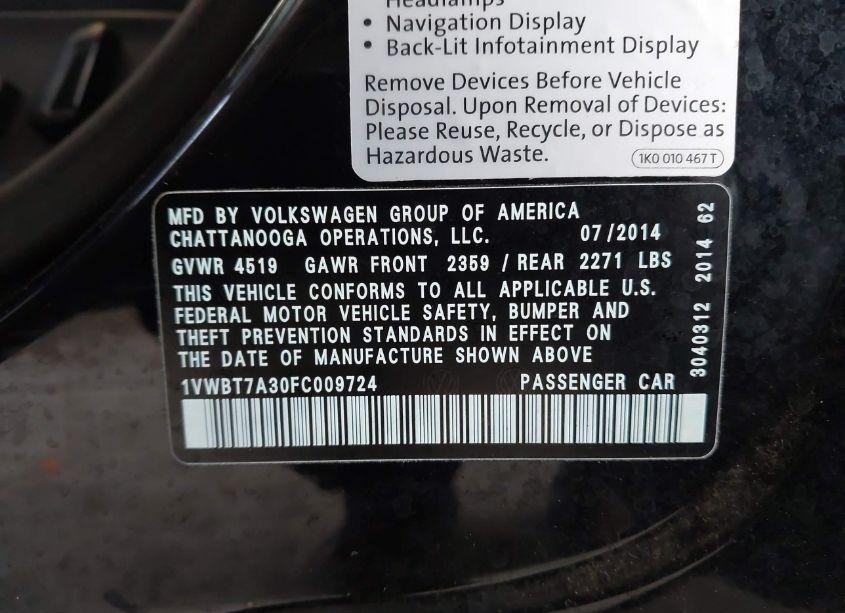 Headlamps
• Navigation Display
• Back-Lit Infotainment Display
Remove Devices Before Vehicle
Disposal. Upon Removal of Devices:
Please Reuse, Recycle, or Dispose as
Hazardous Waste.
1K0 010 467 T
MFD BY VOLKSWAGEN GROUP OF AMERICA
CHATTANOOGA OPERATIONS, LLC. 07/2014
GVWR 4519 GAWR FRONT 2359 / REAR 2271 LBS
THIS VEHICLE CONFORMS TO ALL APPLICABLE U.S.
FEDERAL MOTOR VEHICLE SAFETY, BUMPER AND
THEFT PREVENTION STANDARDS IN EFFECT ON
THE DATE OF MANUFACTURE SHOWN ABOVE
1VWBT7A30FC009724 PASSENGER CAR
3040312 2014 62